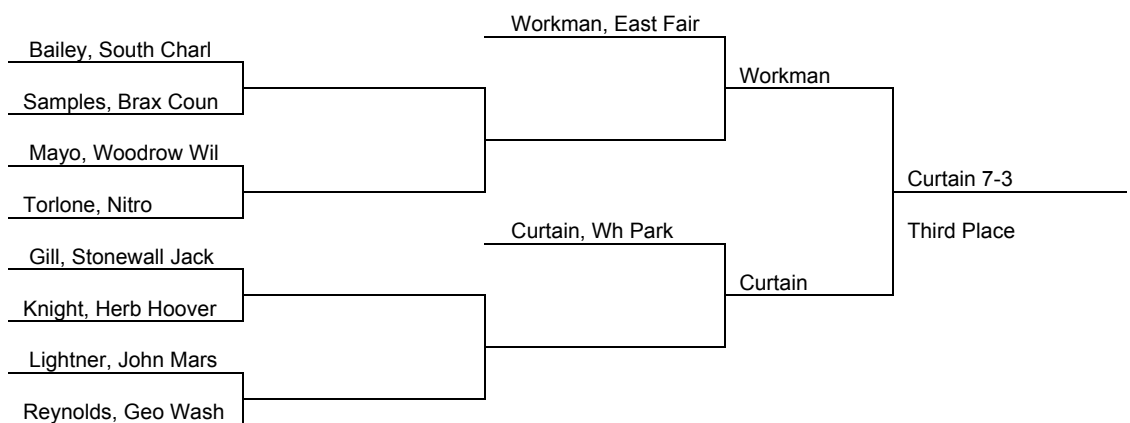 Workman, East Fair
Bailey, South Charl
Workman
Samples, Brax Coun
Mayo, Woodrow Wil
Curtain 7-3
Torlone, Nitro
Curtain, Wh Park
Third Place
Gill, Stonewall Jack
Curtain
Knight, Herb Hoover
Lightner, John Mars
Reynolds, Geo Wash